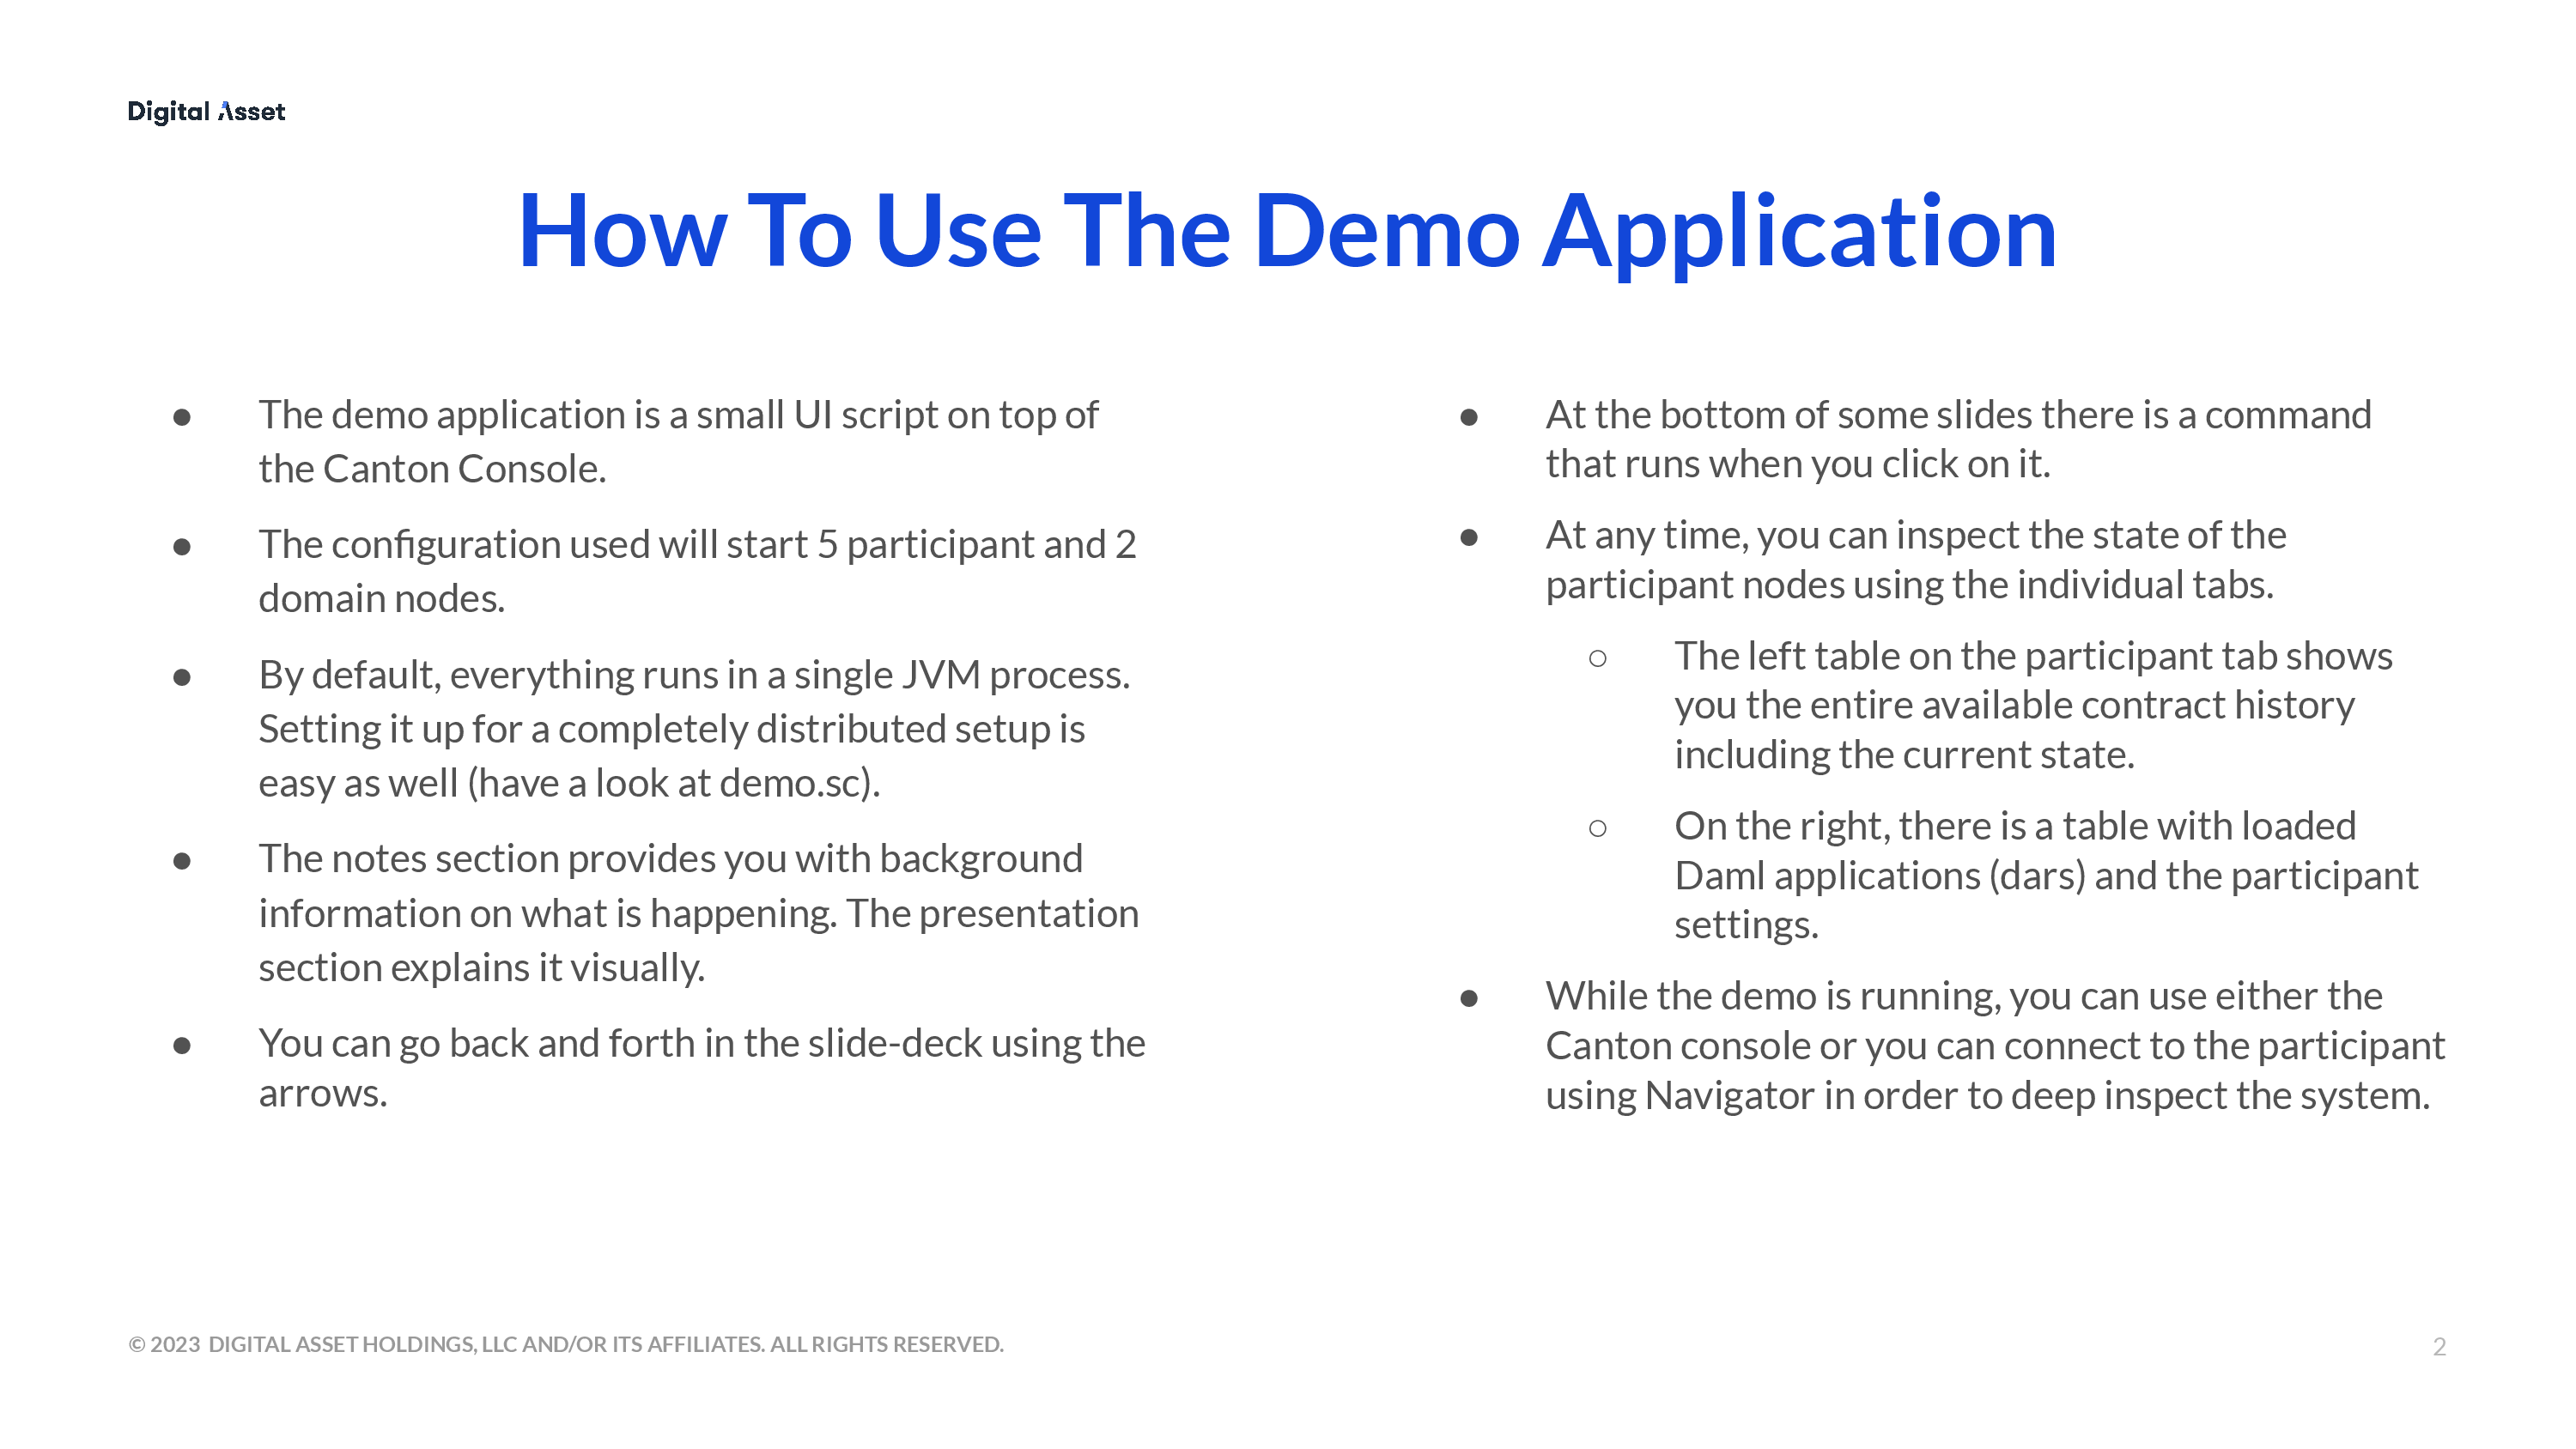 Digital Asset
How To Use The Demo Application
● The demo application is a small UI script on top of
the Canton Console.
● The configuration used will start 5 participant and 2
domain nodes.
● By default, everything runs in a single JVM process.
Setting it up for a completely distributed setup is
easy as well (have a look at demo.sc).
● The notes section provides you with background
information on what is happening. The presentation
section explains it visually.
● You can go back and forth in the slide-deck using the
arrows.
● At the bottom of some slides there is a command
that runs when you click on it.
● At any time, you can inspect the state of the
participant nodes using the individual tabs.
○ The left table on the participant tab shows
you the entire available contract history
including the current state.
○ On the right, there is a table with loaded
Daml applications (dars) and the participant
settings.
● While the demo is running, you can use either the
Canton console or you can connect to the participant
using Navigator in order to deep inspect the system.
© 2023 DIGITAL ASSET HOLDINGS, LLC AND/OR ITS AFFILIATES. ALL RIGHTS RESERVED.
2